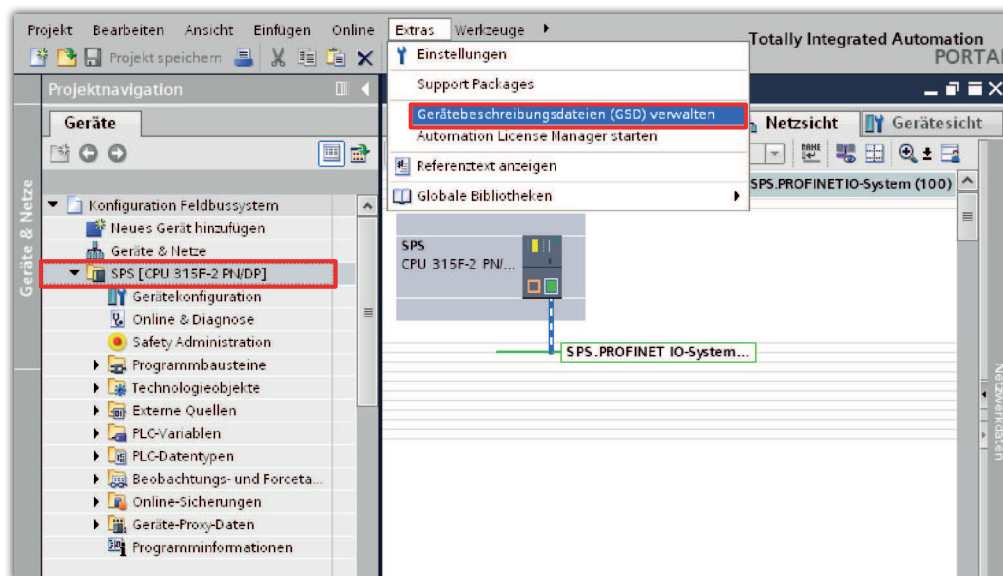 Projekt Bearbeiten Ansicht Einfügen Online Extras Werkzeuge
Totally Integrated Automation
PORTAL
Projekt speichern
Einstellungen
Support Packages
Gerätebeschreibungsdateien (GSD) verwalten
Automation License Manager starten
Referenztext anzeigen
Globale Bibliotheken
Projektnavigation
Geräte
Netzsicht Gerätesicht
SPS.PROFINET IO-System (100)
Geräte & Netze
Konfiguration Feldbussystem
Neues Gerät hinzufügen
Geräte & Netze
SPS [CPU 315F-2 PN/DP]
Gerätekonfiguration
Online & Diagnose
Safety Administration
Programmbausteine
Technologieobjekte
Externe Quellen
PLC-Variablen
PLC-Datentypen
Beobachtungs- und Forceta...
Online-Sicherungen
Geräte-Proxy-Daten
Programminformationen
SPS
CPU 315F-2 PN/...
SPS.PROFINET IO-System...
Netzwerkdaten